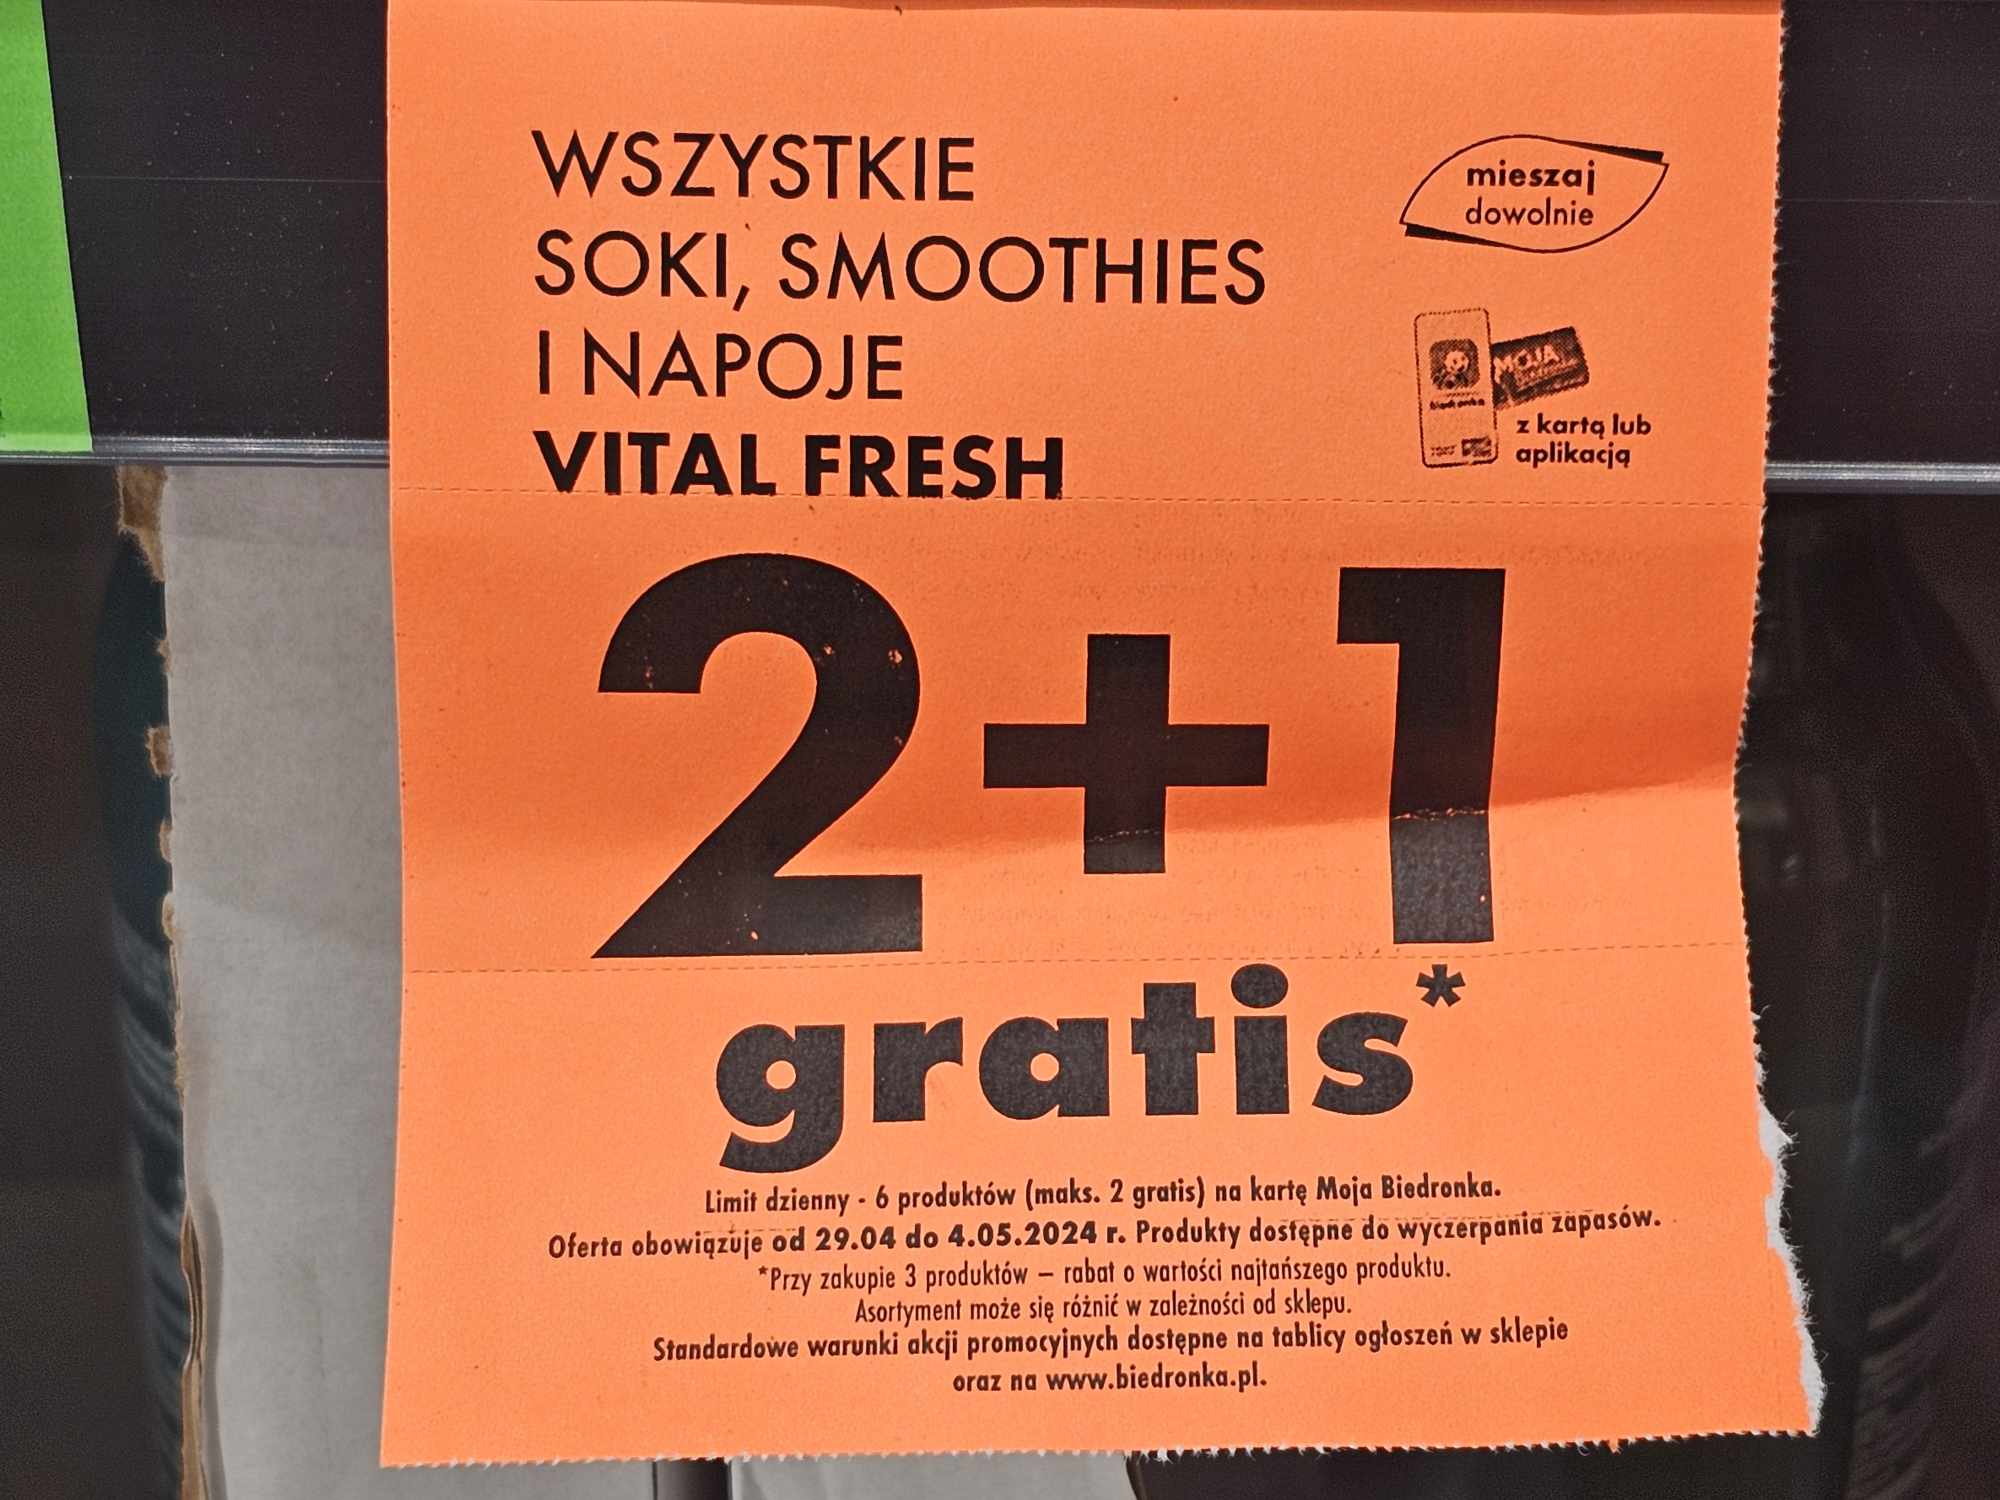 WSZYSTKIE
SOKI, SMOOTHIES
I NAPOJE
VITAL FRESH
mieszaj
dowolnie
MOJA
biedronka
z kartą lub
aplikacją
2+1
gratis*
Limit dzienny - 6 produktów (maks. 2 gratis) na kartę Moja Biedronka.
Oferta obowiązuje od 29.04 do 4.05.2024 r. Produkty dostępne do wyczerpania zapasów.
*Przy zakupie 3 produktów – rabat o wartości najtańszego produktu.
Asortyment może się różnić w zależności od sklepu.
Standardowe warunki akcji promocyjnych dostępne na tablicy ogłoszeń w sklepie
oraz na www.biedronka.pl.